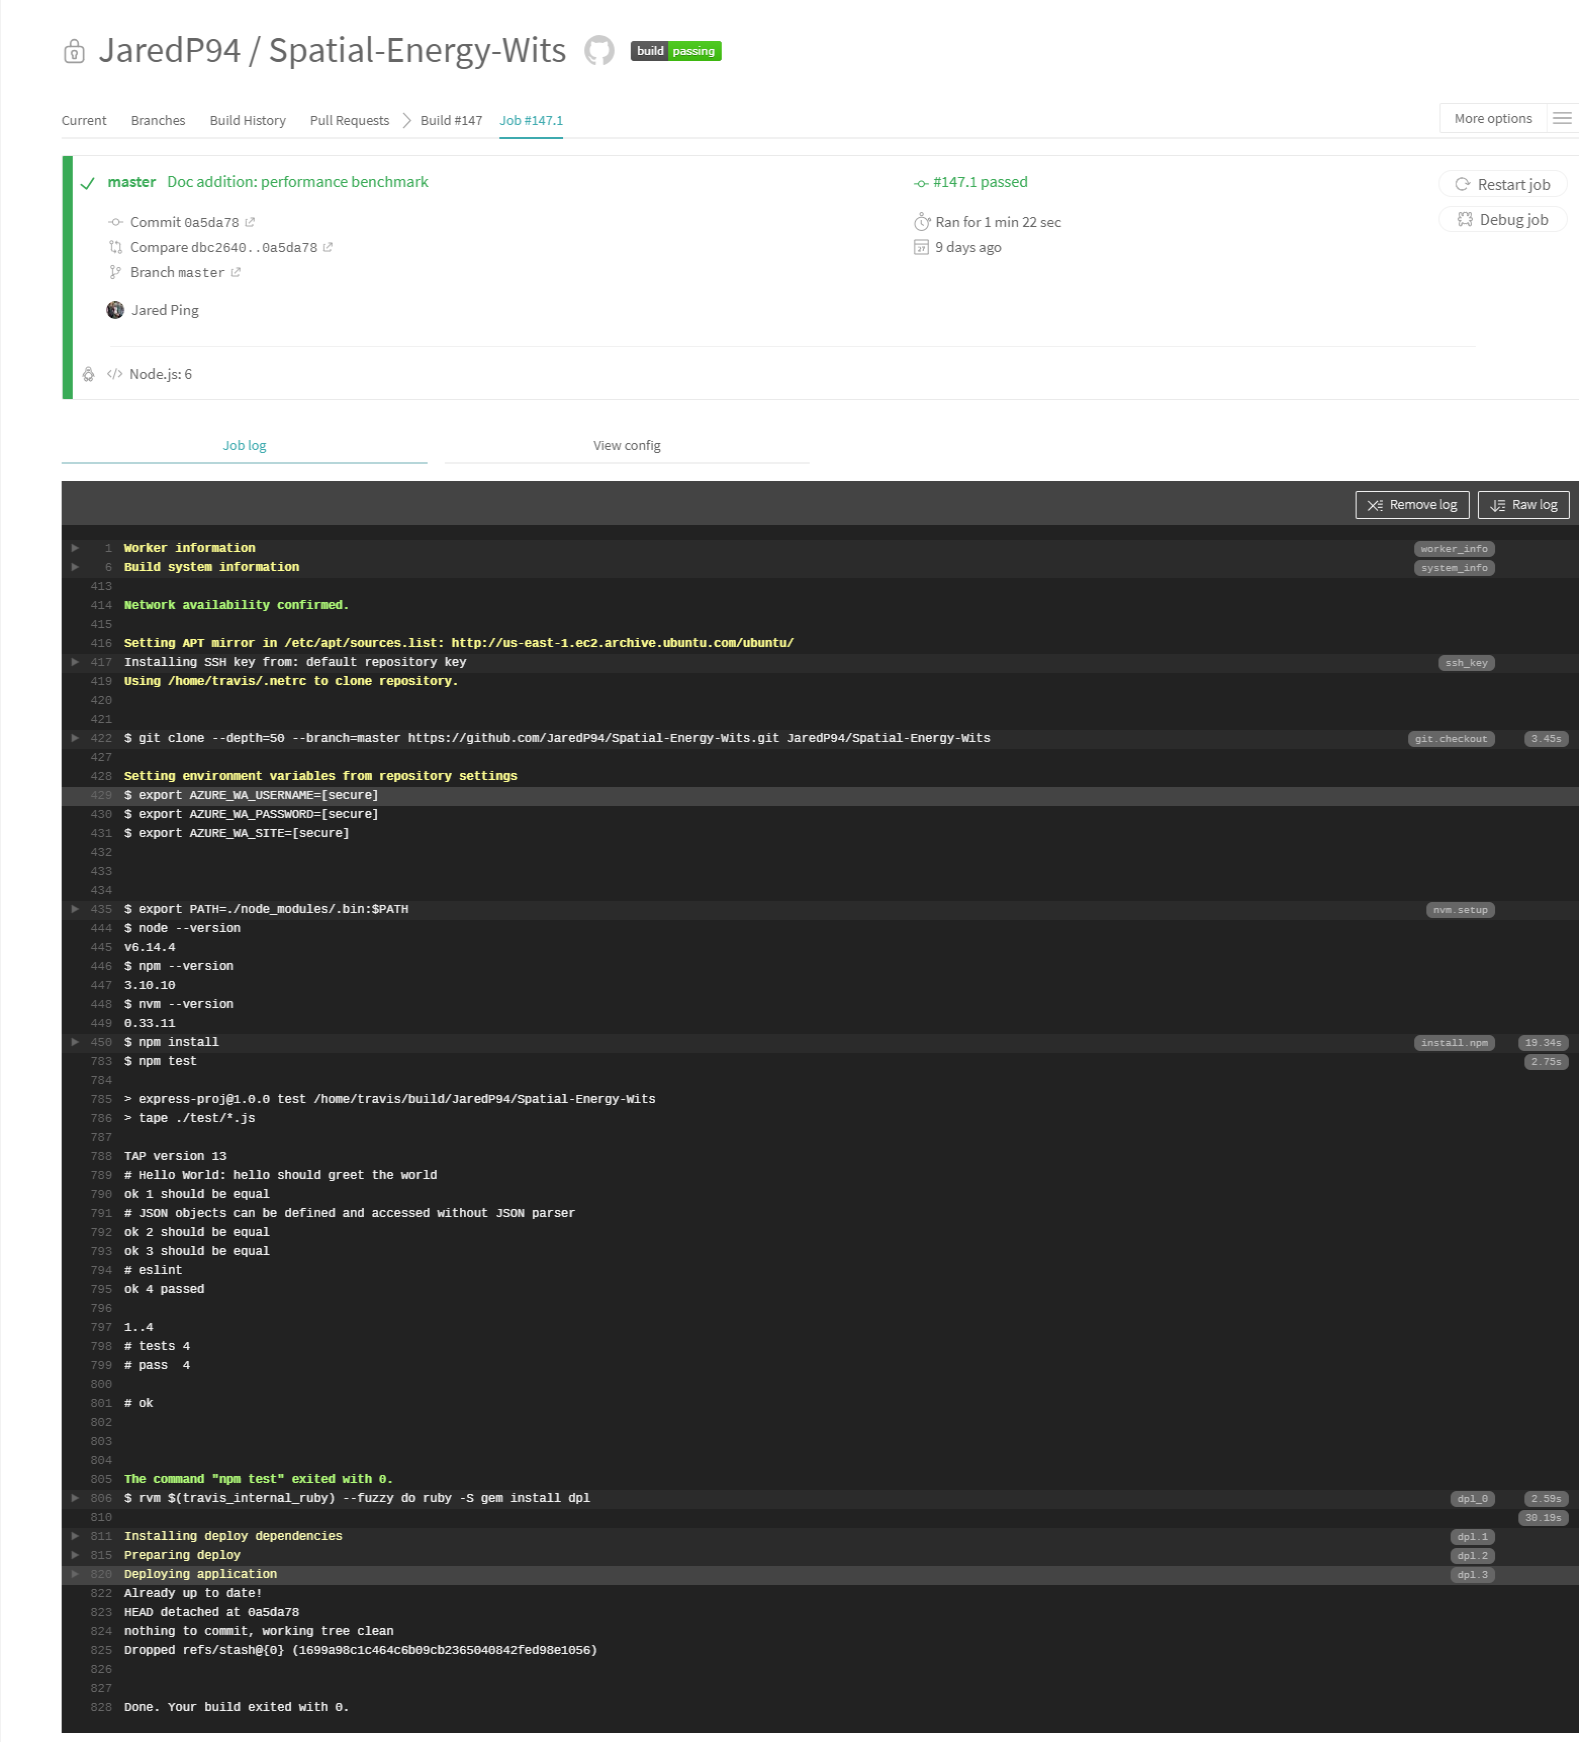 JaredP94 / Spatial-Energy-Wits build passing
Current Branches Build History Pull Requests Build #147 Job #147.1 More options
master Doc addition: performance benchmark #147.1 passed Restart job
Commit 0a5da78 Ran for 1 min 22 sec Debug job
Compare dbc2640..0a5da78 27 9 days ago
Branch master
Jared Ping
</> Node.js: 6
Job log View config
Remove log Raw log
1 Worker information worker_info
6 Build system information system_info
413
414 Network availability confirmed.
415
416 Setting APT mirror in /etc/apt/sources.list: http://us-east-1.ec2.archive.ubuntu.com/ubuntu/
417 Installing SSH key from: default repository key ssh_key
419 Using /home/travis/.netrc to clone repository.
420
421
422 $ git clone --depth=50 --branch=master https://github.com/JaredP94/Spatial-Energy-Wits.git JaredP94/Spatial-Energy-Wits git.checkout 3.45s
427
428 Setting environment variables from repository settings
429 $ export AZURE_WA_USERNAME=[secure]
430 $ export AZURE_WA_PASSWORD=[secure]
431 $ export AZURE_WA_SITE=[secure]
432
433
434
435 $ export PATH=./node_modules/.bin:$PATH nvm.setup
444 $ node --version
445 v6.14.4
446 $ npm --version
447 3.10.10
448 $ nvm --version
449 0.33.11
450 $ npm install install.npm 19.34s
783 $ npm test 2.75s
784
785 > express-proj@1.0.0 test /home/travis/build/JaredP94/Spatial-Energy-Wits
786 > tape ./test/*.js
787
788 TAP version 13
789 # Hello World: hello should greet the world
790 ok 1 should be equal
791 # JSON objects can be defined and accessed without JSON parser
792 ok 2 should be equal
793 ok 3 should be equal
794 # eslint
795 ok 4 passed
796
797 1..4
798 # tests 4
799 # pass  4
800
801 # ok
802
803
804
805 The command "npm test" exited with 0.
806 $ rvm $(travis_internal_ruby) --fuzzy do ruby -S gem install dpl dpl_0 2.59s
810 30.19s
811 Installing deploy dependencies dpl.1
815 Preparing deploy dpl.2
820 Deploying application dpl.3
822 Already up to date!
823 HEAD detached at 0a5da78
824 nothing to commit, working tree clean
825 Dropped refs/stash@{0} (1699a98c1c464c6b09cb2365040842fed98e1056)
826
827
828 Done. Your build exited with 0.